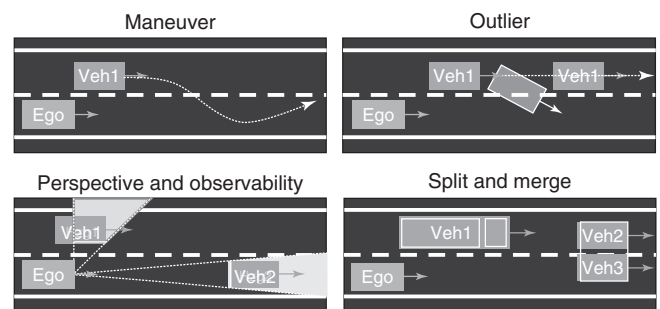 Maneuver
Outlier
Veh1
Ego
Veh1
Veh1
Ego
Perspective and observability
Split and merge
Veh1
Ego
Veh2
Veh1
Veh2
Ego
Veh3